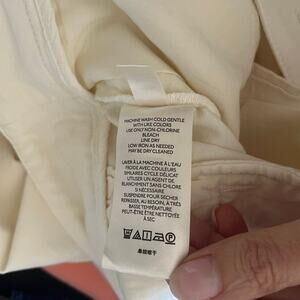 MACHINE WASH COLD GENTLE
WITH LIKE COLORS
USE ONLY NON-CHLORINE
BLEACH
LINE DRY
LOW IRON AS NEEDED
MAY BE DRY CLEANED
LAVER À LA MACHINE À L'EAU
FROIDE AVEC COULEURS
SIMILAIRES CYCLE DÉLICAT
UTILISER UN AGENT DE
BLANCHIMENT SANS CHLORE
SI NÉCESSAIRE
SUSPENDRE POUR SÉCHER
REPASSER, AU BESOIN, À TRÈS
BASSE TEMPÉRATURE
PEUT-ÊTRE ÊTRE NETTOYÉE
À SEC